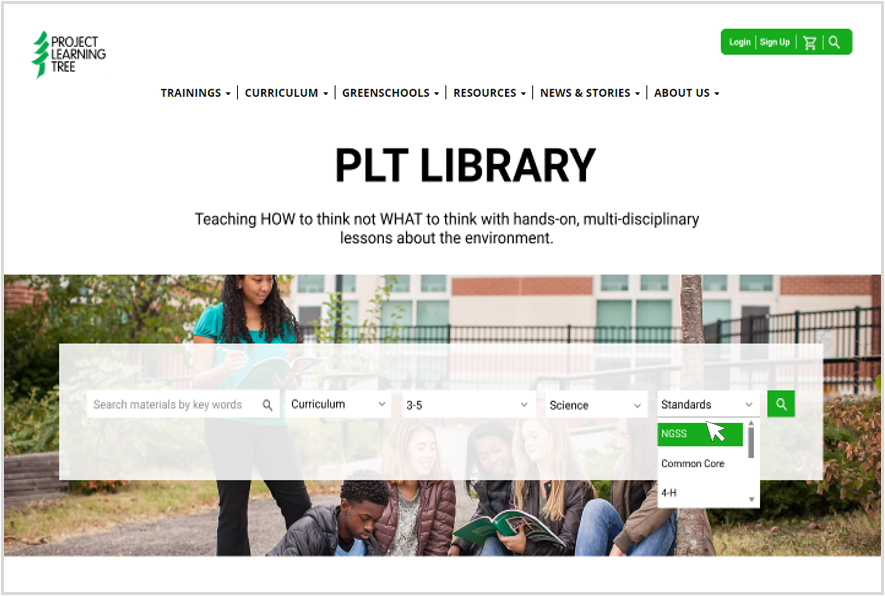 PROJECT
LEARNING
TREE
Login | Sign Up
TRAININGS | CURRICULUM | GREENSCHOOLS | RESOURCES | NEWS & STORIES | ABOUT US
PLT LIBRARY
Teaching HOW to think not WHAT to think with hands-on, multi-disciplinary
lessons about the environment.
Search materials by key words Curriculum 3-5 Science Standards
NGSS
Common Core
4-H